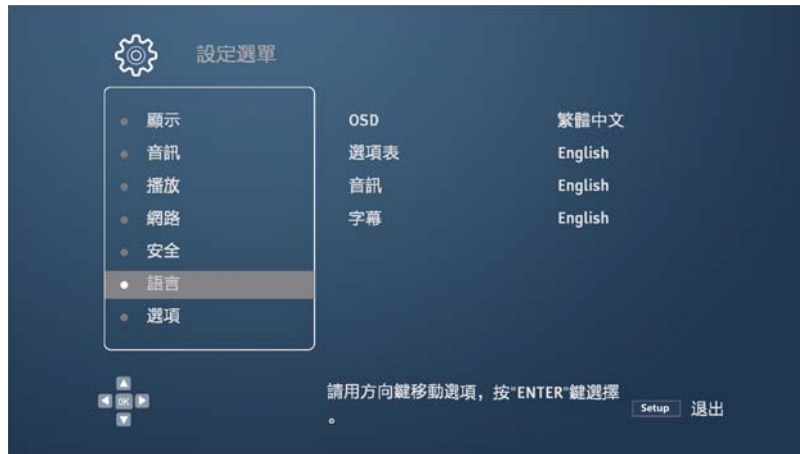 設定選單
顯示
音訊
播放
網路
安全
語言
選項
OSD 繁體中文
選項表 English
音訊 English
字幕 English
OK
請用方向鍵移動選項，按"ENTER"鍵選擇
。
Setup 退出